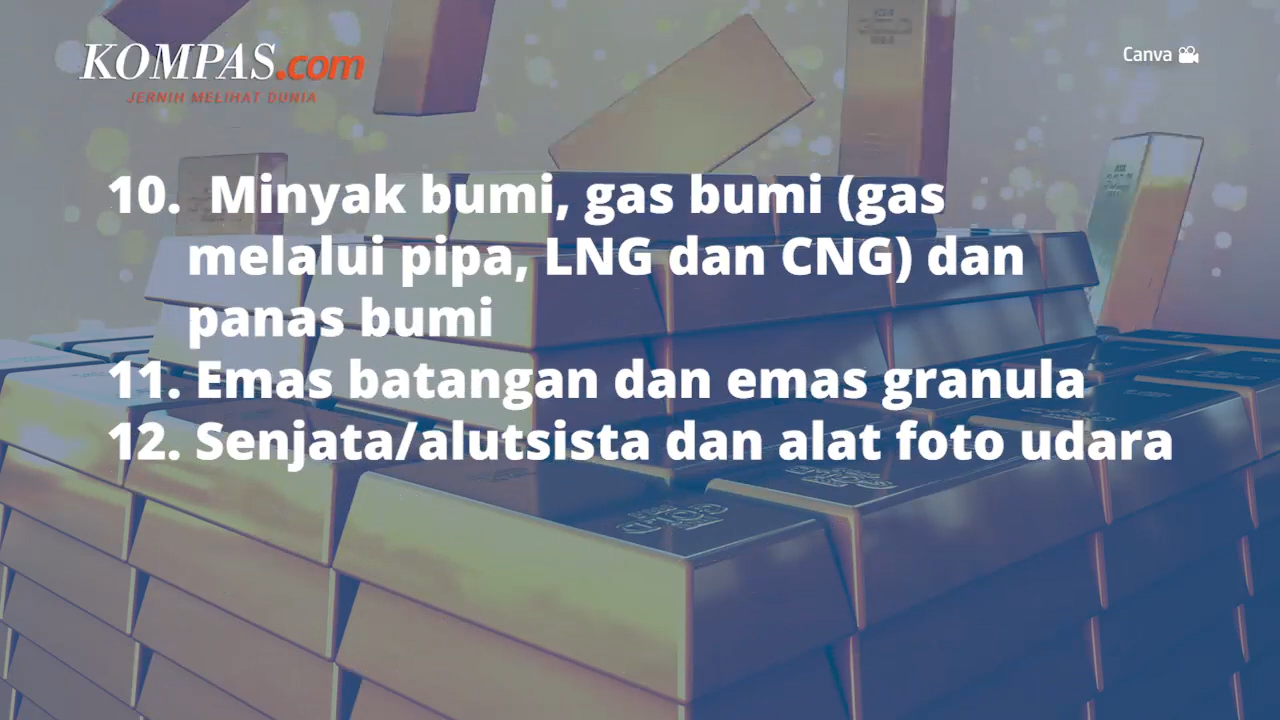 KOMPAS.com
JERNIH MELIHAT DUNIA
Canva
10. Minyak bumi, gas bumi (gas
melalui pipa, LNG dan CNG) dan
panas bumi
11. Emas batangan dan emas granula
12. Senjata/alutsista dan alat foto udara
GOLD